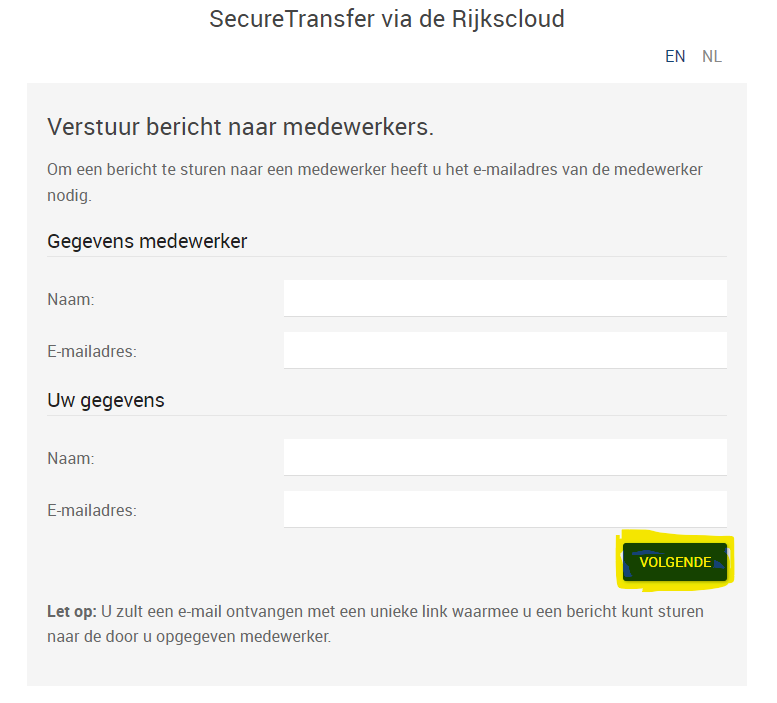 SecureTransfer via de Rijkscloud
EN NL
Verstuur bericht naar medewerkers.
Om een bericht te sturen naar een medewerker heeft u het e-mailadres van de medewerker
nodig.
Gegevens medewerker
Naam:
E-mailadres:
Uw gegevens
Naam:
E-mailadres:
VOLGENDE
Let op: U zult een e-mail ontvangen met een unieke link waarmee u een bericht kunt sturen
naar de door u opgegeven medewerker.